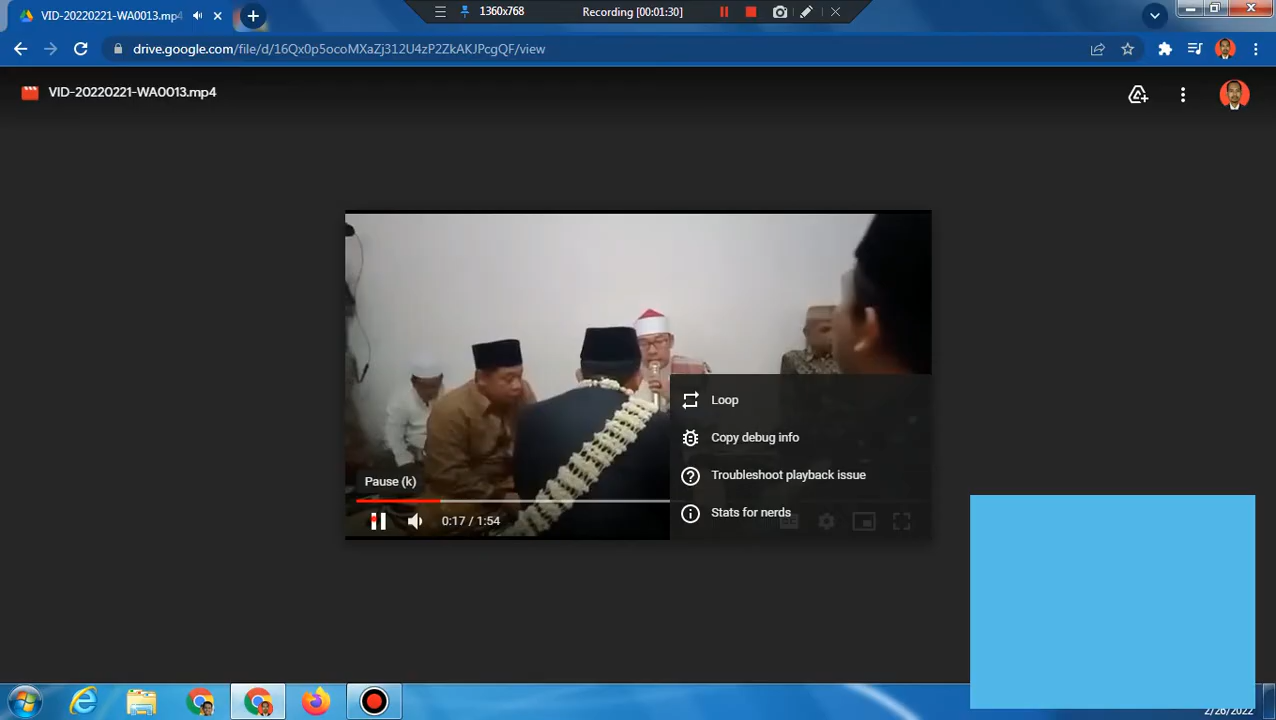 VID-20220221-WA0013.mp4
1360x768
Recording [00:01:30]
drive.google.com/file/d/16Qx0p5ocoMXaZj312U4zP2ZkAKJPcgQF/view
VID-20220221-WA0013.mp4
Loop
Copy debug info
Troubleshoot playback issue
Stats for nerds
Pause (k)
0:17 / 1:54
2/26/2022